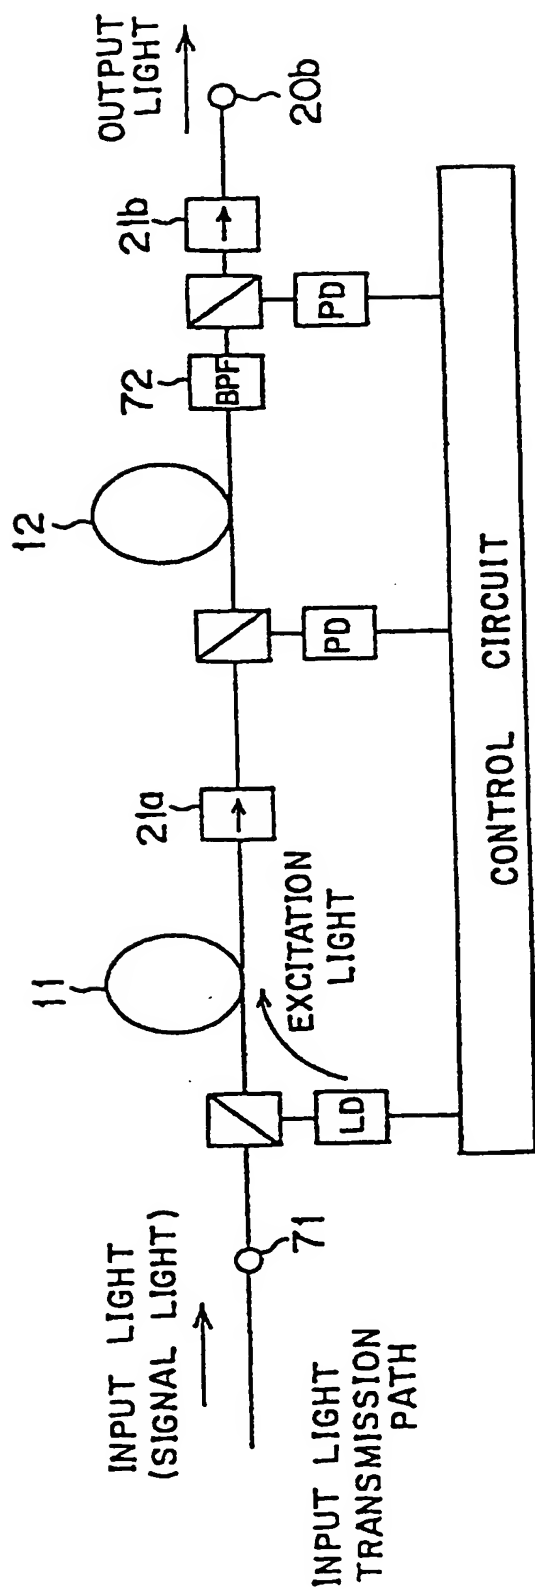 INPUT LIGHT
(SIGNAL LIGHT)
INPUT LIGHT
TRANSMISSION
PATH
71
LD
EXCITATION
LIGHT
11
21a
PD
12
72
BPF
PD
21b
OUTPUT
LIGHT
20b
CONTROL CIRCUIT